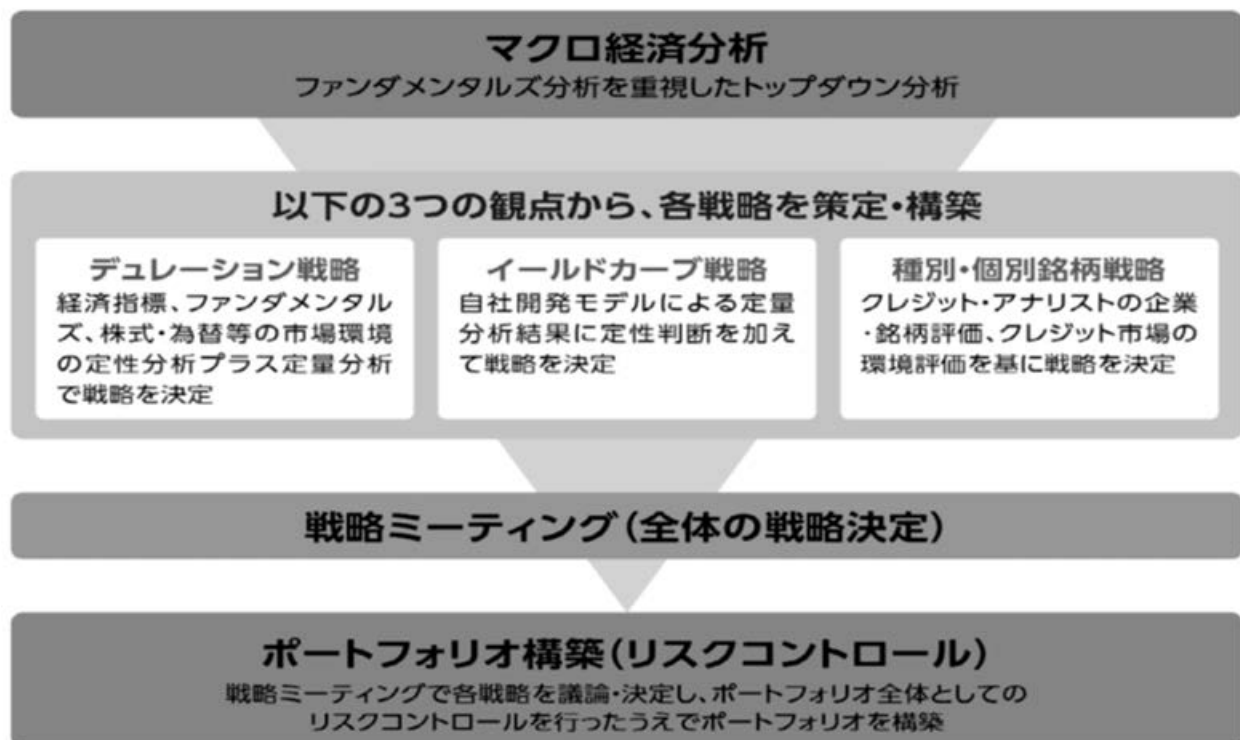 マクロ経済分析
ファンダメンタルズ分析を重視したトップダウン分析
以下の3つの観点から、各戦略を策定・構築
デュレーション戦略
経済指標、ファンダメンタル
ズ、株式・為替等の市場環境
の定性分析プラス定量分析
で戦略を決定
イールドカーブ戦略
自社開発モデルによる定量
分析結果に定性判断を加え
て戦略を決定
種別・個別銘柄戦略
クレジット・アナリストの企業
・銘柄評価、クレジット市場の
環境評価を基に戦略を決定
戦略ミーティング(全体の戦略決定)
ポートフォリオ構築(リスクコントロール)
戦略ミーティングで各戦略を議論・決定し、ポートフォリオ全体としての
リスクコントロールを行ったうえでポートフォリオを構築